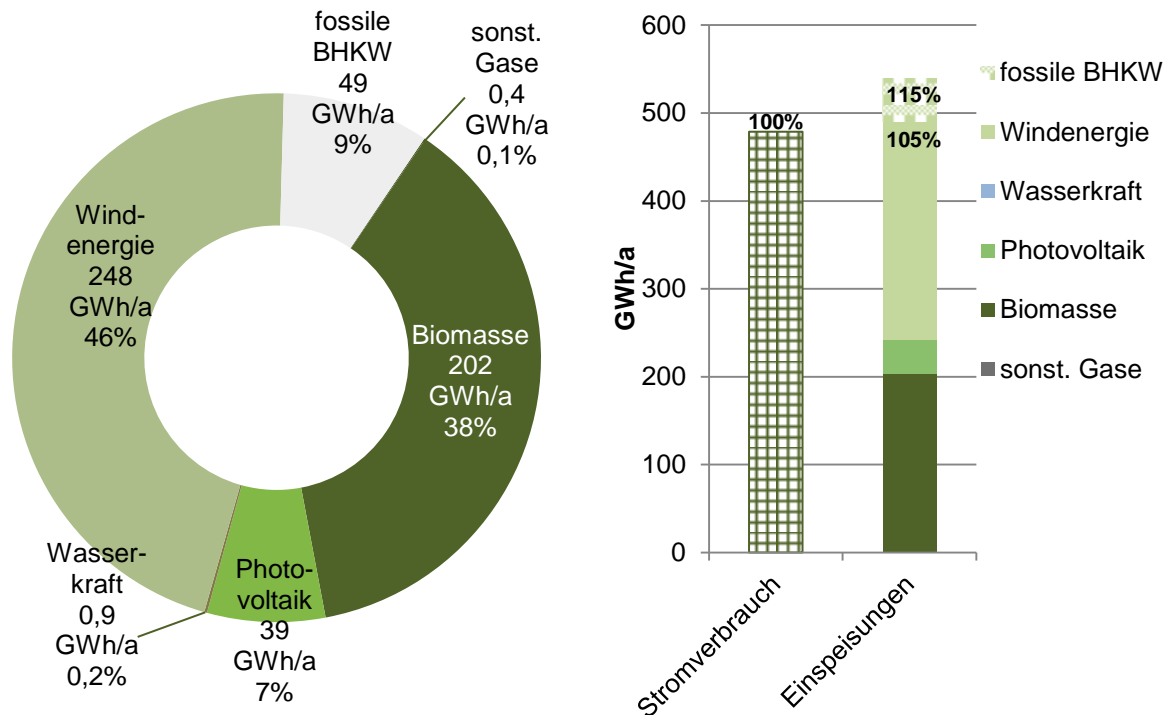 fossile
BHKW
49
GWh/a
9%
sonst.
Gase
0,4
GWh/a
0,1%
Wind-
energie
248
GWh/a
46%
Biomasse
202
GWh/a
38%
Wasser-
kraft
0,9
GWh/a
0,2%
Photo-
voltaik
39
GWh/a
7%
GWh/a
600
500
400
300
200
100
0
100%
115%
105%
Stromverbrauch
Einspeisungen
fossile BHKW
Windenergie
Wasserkraft
Photovoltaik
Biomasse
sonst. Gase